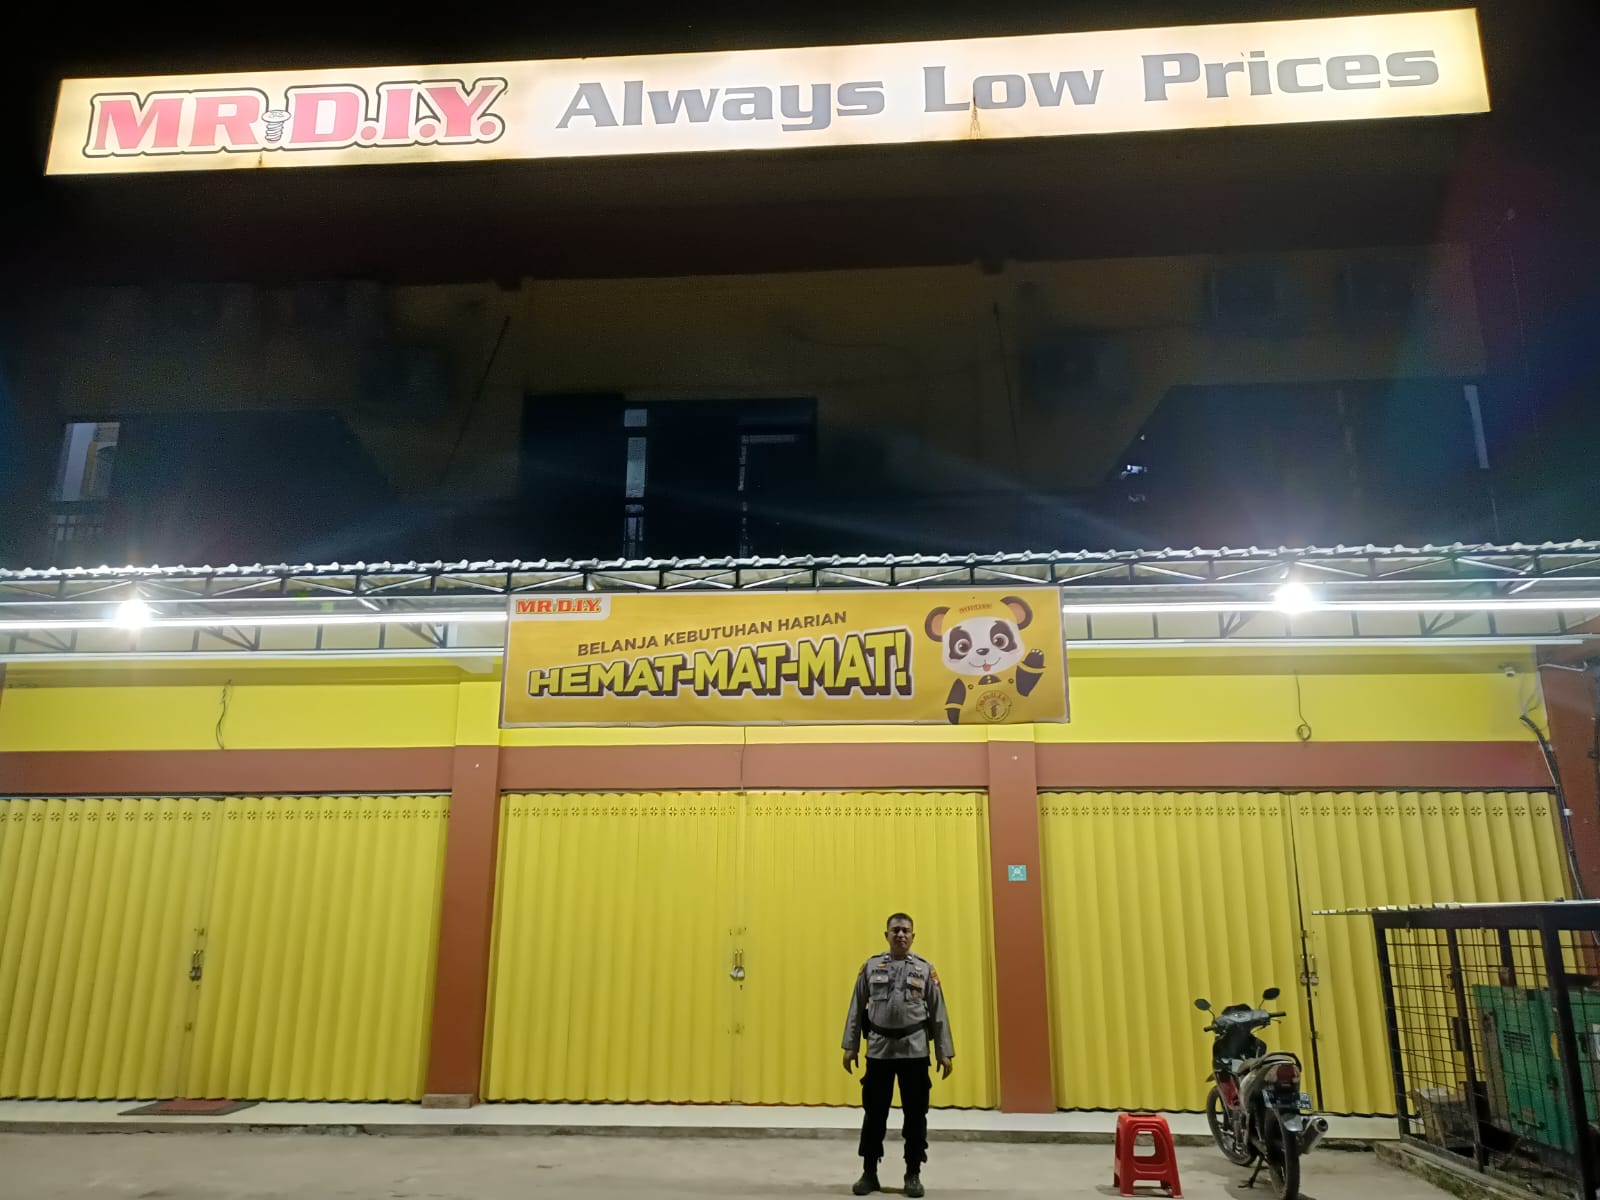 MR.D.I.Y. Always Low Prices
MR.D.I.Y.
BELANJA KEBUTUHAN HARIAN
HEMAT-MAT-MAT!